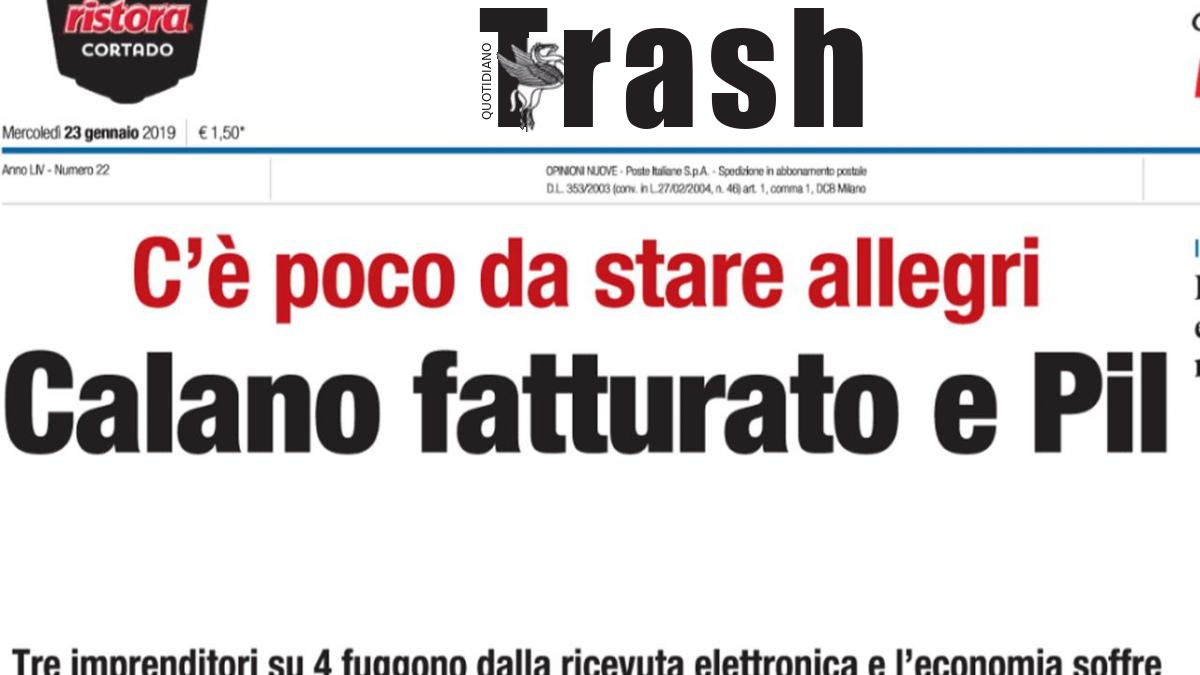 ristora
CORTADO
QUOTIDIANO
Trash
Mercoledì 23 gennaio 2019 € 1,50*
Anno LIV - Numero 22
OPINIONI NUOVE - Poste Italiane S.p.A. - Spedizione in abbonamento postale
D.L. 353/2003 (conv. in L.27/02/2004, n. 46) art. 1, comma 1, DCB Milano
C'è poco da stare allegri
Calano fatturato e Pil
Tre imprenditori su 4 fuggono dalla ricevuta elettronica e l'economia soffre